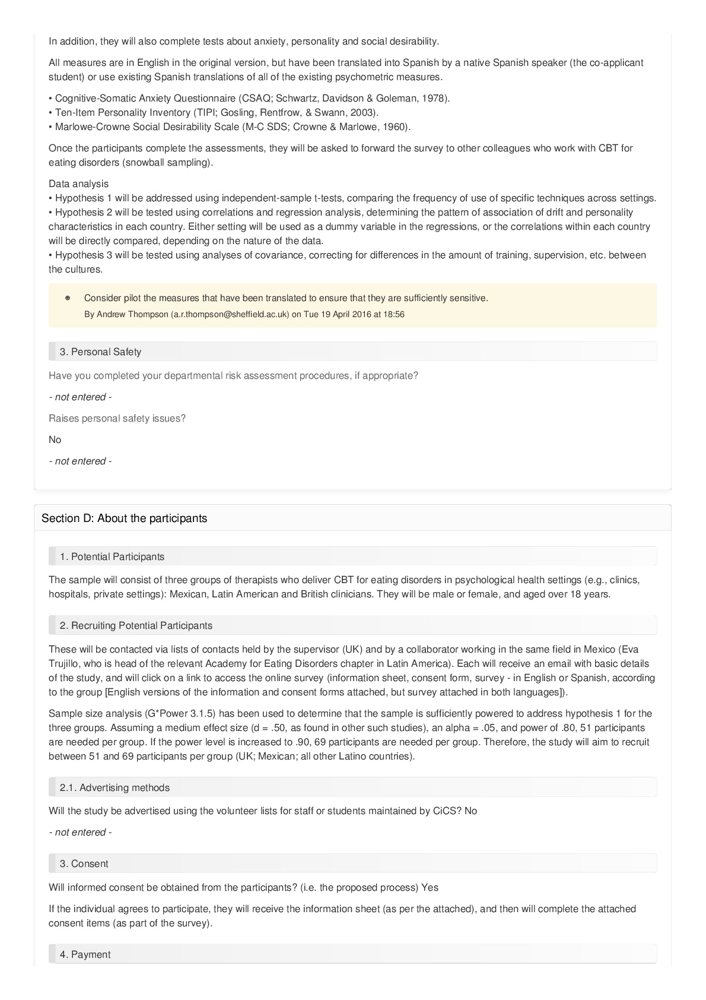 In addition, they will also complete tests about anxiety, personality and social desirability.
All measures are in English in the original version, but have been translated into Spanish by a native Spanish speaker (the co-applicant
student) or use existing Spanish translations of all of the existing psychometric measures.
• Cognitive-Somatic Anxiety Questionnaire (CSAQ; Schwartz, Davidson & Goleman, 1978).
• Ten-Item Personality Inventory (TIPI; Gosling, Rentfrow, & Swann, 2003).
• Marlowe-Crowne Social Desirability Scale (M-C SDS; Crowne & Marlowe, 1960).
Once the participants complete the assessments, they will be asked to forward the survey to other colleagues who work with CBT for
eating disorders (snowball sampling).
Data analysis
• Hypothesis 1 will be addressed using independent-sample t-tests, comparing the frequency of use of specific techniques across settings.
• Hypothesis 2 will be tested using correlations and regression analysis, determining the pattern of association of drift and personality
characteristics in each country. Either setting will be used as a dummy variable in the regressions, or the correlations within each country
will be directly compared, depending on the nature of the data.
• Hypothesis 3 will be tested using analyses of covariance, correcting for differences in the amount of training, supervision, etc. between
the cultures.
• Consider pilot the measures that have been translated to ensure that they are sufficiently sensitive.
By Andrew Thompson (a.r.thompson@sheffield.ac.uk) on Tue 19 April 2016 at 18:56
3. Personal Safety
Have you completed your departmental risk assessment procedures, if appropriate?
- not entered -
Raises personal safety issues?
No
- not entered -
Section D: About the participants
1. Potential Participants
The sample will consist of three groups of therapists who deliver CBT for eating disorders in psychological health settings (e.g., clinics,
hospitals, private settings): Mexican, Latin American and British clinicians. They will be male or female, and aged over 18 years.
2. Recruiting Potential Participants
These will be contacted via lists of contacts held by the supervisor (UK) and by a collaborator working in the same field in Mexico (Eva
Trujillo, who is head of the relevant Academy for Eating Disorders chapter in Latin America). Each will receive an email with basic details
of the study, and will click on a link to access the online survey (information sheet, consent form, survey - in English or Spanish, according
to the group [English versions of the information and consent forms attached, but survey attached in both languages]).
Sample size analysis (G*Power 3.1.5) has been used to determine that the sample is sufficiently powered to address hypothesis 1 for the
three groups. Assuming a medium effect size (d = .50, as found in other such studies), an alpha = .05, and power of .80, 51 participants
are needed per group. If the power level is increased to .90, 69 participants are needed per group. Therefore, the study will aim to recruit
between 51 and 69 participants per group (UK; Mexican; all other Latino countries).
2.1. Advertising methods
Will the study be advertised using the volunteer lists for staff or students maintained by CiCS? No
- not entered -
3. Consent
Will informed consent be obtained from the participants? (i.e. the proposed process) Yes
If the individual agrees to participate, they will receive the information sheet (as per the attached), and then will complete the attached
consent items (as part of the survey).
4. Payment